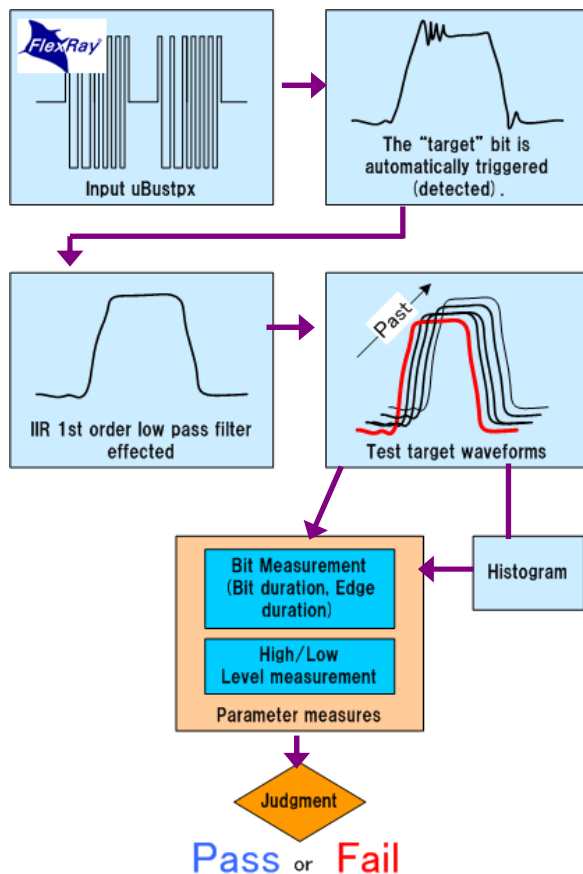 FlexRay
Input uBustpx
The “target” bit is
automatically triggered
(detected).
IIR 1st order low pass filter
effected
Past
Test target waveforms
Bit Measurement
(Bit duration, Edge
duration)
High/Low
Level measurement
Parameter measures
Histogram
Judgment
Pass or Fail